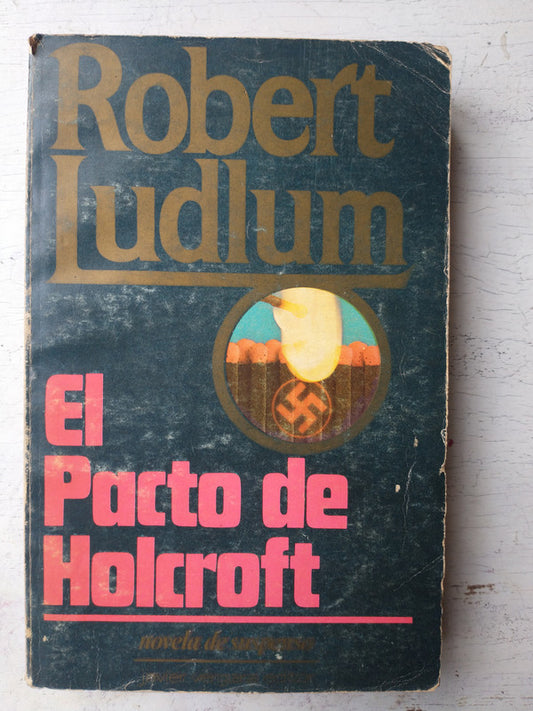 Robert
Ludlum
El
Pacto de
Holcroft
novela de suspenso